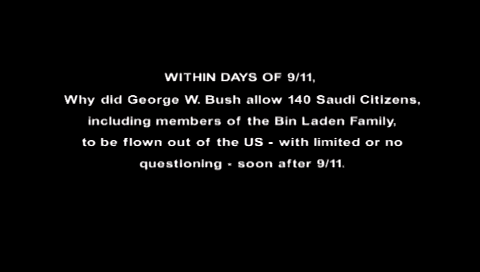 WITHIN DAYS OF 9/11,
Why did George W. Bush allow 140 Saudi Citizens,
including members of the Bin Laden Family,
to be flown out of the US - with limited or no
questioning - soon after 9/11.